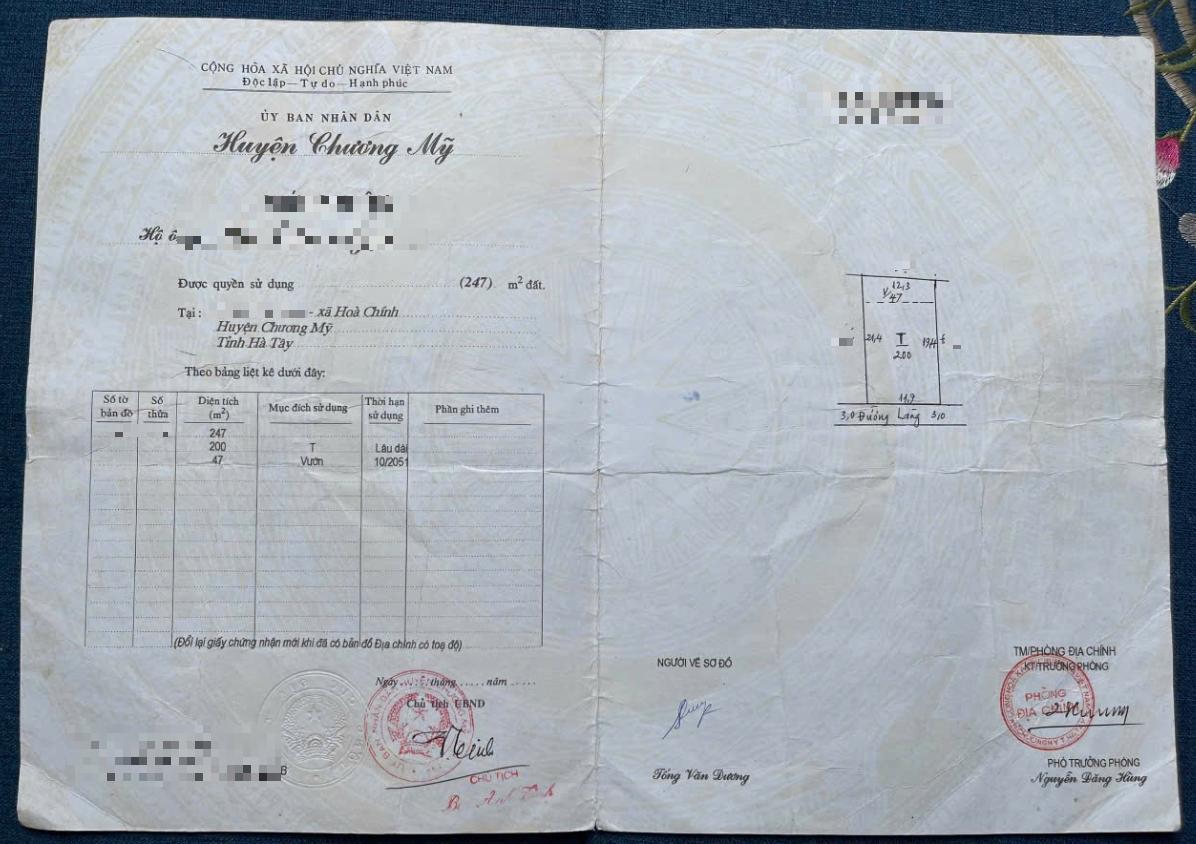 CỘNG HÒA XÃ HỘI CHỦ NGHĨA VIỆT NAM
Độc lập — Tự do — Hạnh phúc
ỦY BAN NHÂN DÂN
Huyện Chương Mỹ
Hộ ô
Được quyền sử dụng (247) m² đất.
Tại : - xã Hoà Chính
Huyện Chương Mỹ
Tỉnh Hà Tây
Theo bảng liệt kê dưới đây:
Số tờ bản đồ Số thửa Diện tích (m²) Mục đích sử dụng Thời hạn sử dụng Phần ghi thêm
247
200 T Lâu dài
47 Vườn 10/2051
(Đổi lại giấy chứng nhận mới khi đã có bản đồ Địa chính có toạ độ)
Ngày tháng ...... năm .....
Chủ tịch UBND
CHỦ TỊCH
6
12,3
V
47
21,4 T 19,4
200
11,9
3,0 Đường Làng 3,0
NGƯỜI VẼ SƠ ĐỒ
Tống Văn Dương
TM/PHÒNG ĐỊA CHÍNH
KT/TRƯỞNG PHÒNG
PHÒNG
ĐỊA CHÍNH
PHÓ TRƯỞNG PHÒNG
Nguyễn Đăng Hùng